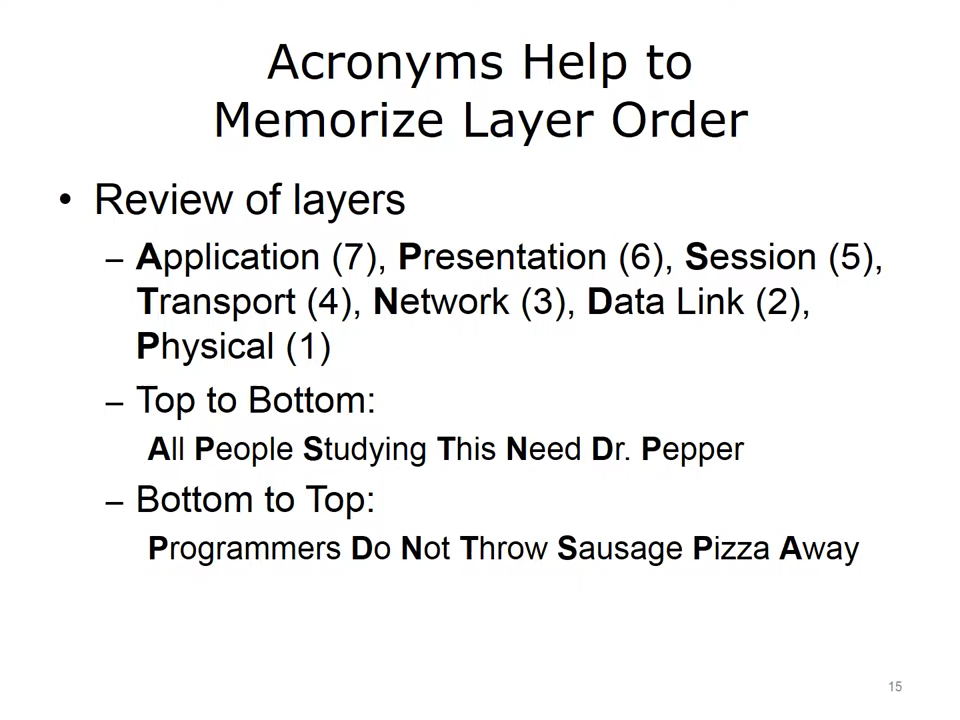 Acronyms Help to
Memorize Layer Order
• Review of layers
– Application (7), Presentation (6), Session (5),
Transport (4), Network (3), Data Link (2),
Physical (1)
– Top to Bottom:
All People Studying This Need Dr. Pepper
– Bottom to Top:
Programmers Do Not Throw Sausage Pizza Away
15